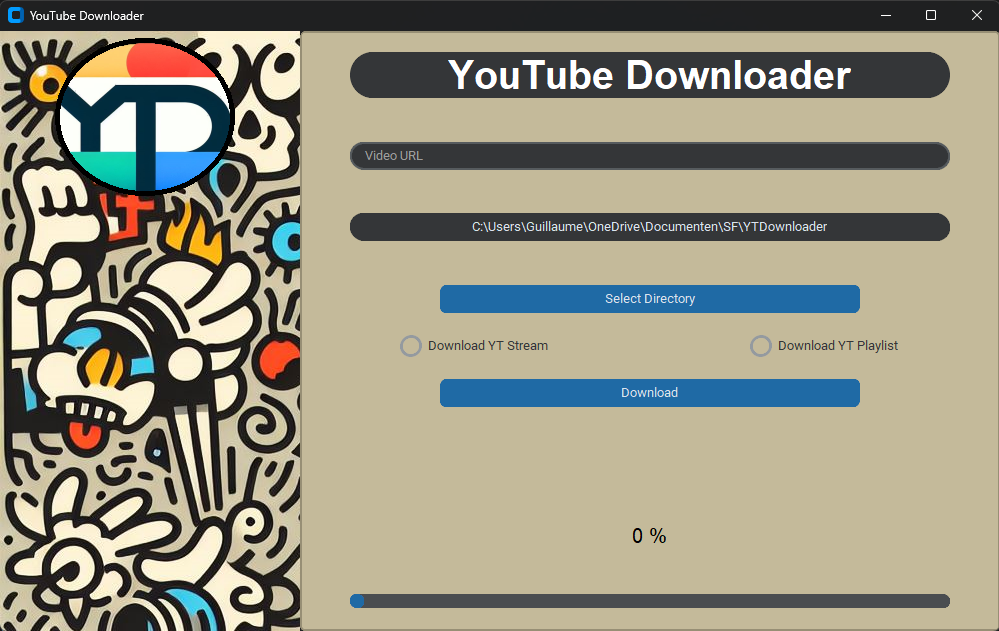 YouTube Downloader
YTD
YouTube Downloader
Video URL
C:\Users\Guillaume\OneDrive\Documenten\SF\YTDownloader
Select Directory
Download YT Stream
Download YT Playlist
Download
0 %